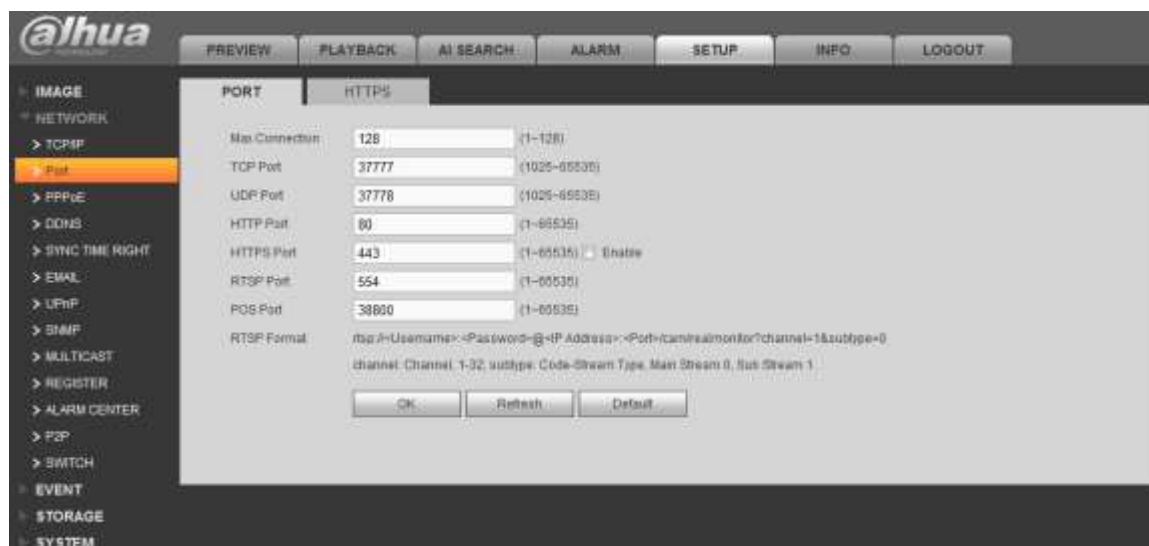 alhua
PREVIEW PLAYBACK AI SEARCH ALARM SETUP INFO LOGOUT
IMAGE
NETWORK
> TCP/IP
> Port
> PPPoE
> DDNS
> SYNC TIME RIGHT
> EMAIL
> UPnP
> SNMP
> MULTICAST
> REGISTER
> ALARM CENTER
> P2P
> SWITCH
EVENT
STORAGE
SYSTEM
PORT HTTPS
Max Connection 128 (1~128)
TCP Port 37777 (1025~65535)
UDP Port 37778 (1025~65535)
HTTP Port 80 (1~65535)
HTTPS Port 443 (1~65535) Enable
RTSP Port 554 (1~65535)
POS Port 38800 (1~65535)
RTSP Format rtsp://<Username>:<Password>@<IP Address>:<Port>/cam/realmonitor?channel=1&subtype=0
channel: Channel, 1-32; subtype: Code-Stream Type, Main Stream 0, Sub Stream 1.
OK Refresh Default